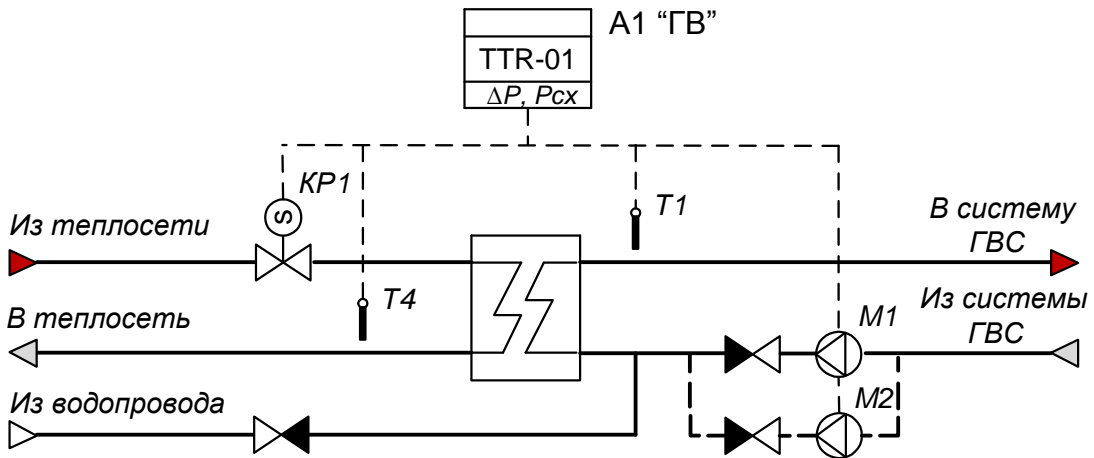 А1 “ГВ”
TTR-01
∆P, Pсх
КР1
S
Т1
Из теплосети
В систему
ГВС
Т4
В теплосеть
М1
Из системы
ГВС
М2
Из водопровода